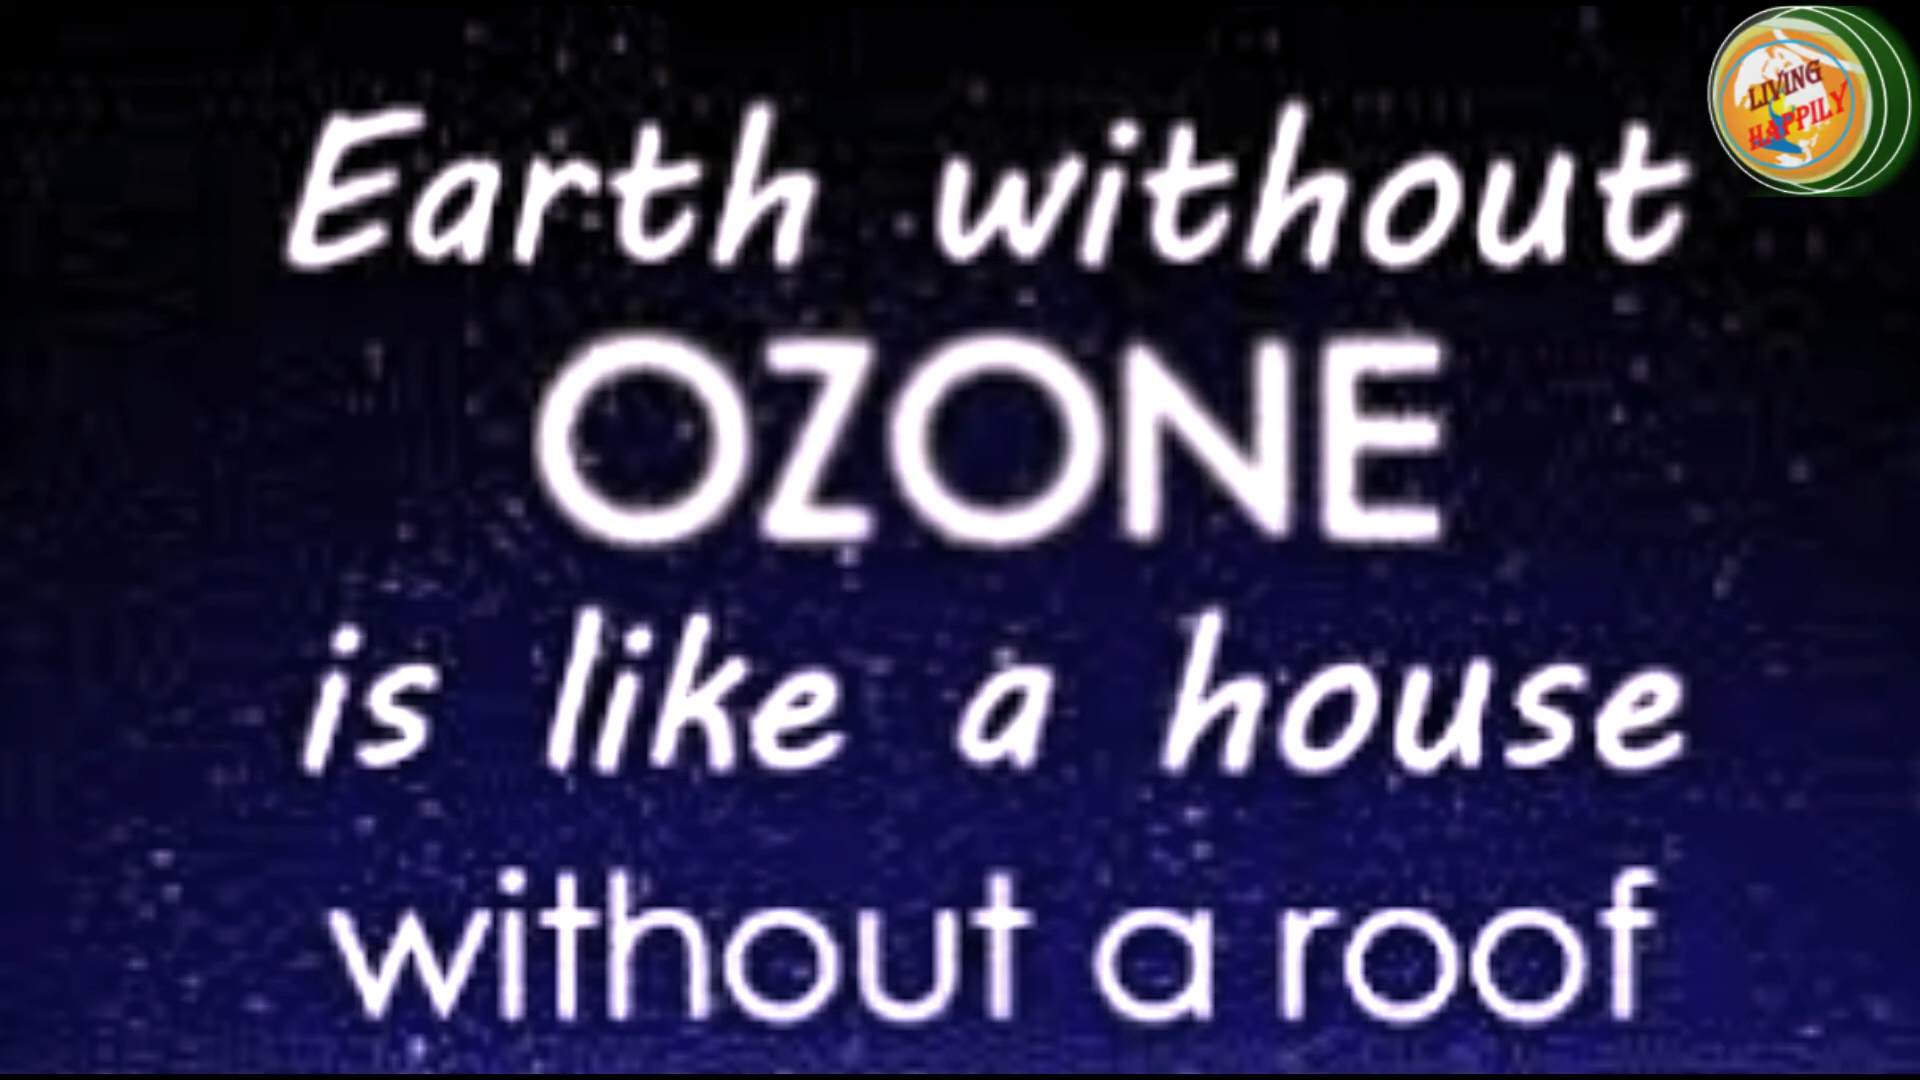 LIVING
HAPPILY
Earth without
OZONE
is like a house
without a roof